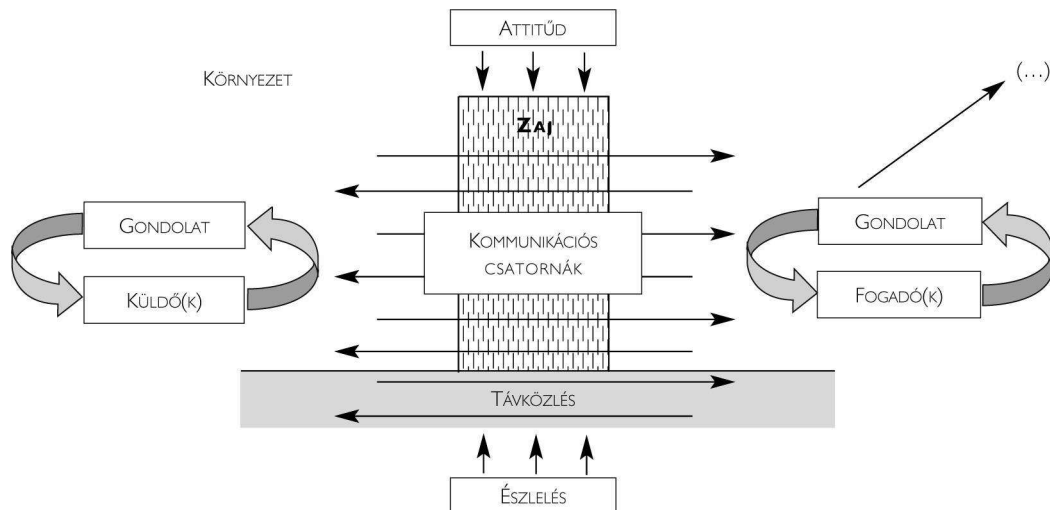 ATTITŰD
KÖRNYEZET
(...)
ZAJ
GONDOLAT
KOMMUNIKÁCIÓS
CSATORNÁK
GONDOLAT
KÜLDŐ(K)
FOGADÓ(K)
TÁVKÖZLÉS
ÉSZLELÉS